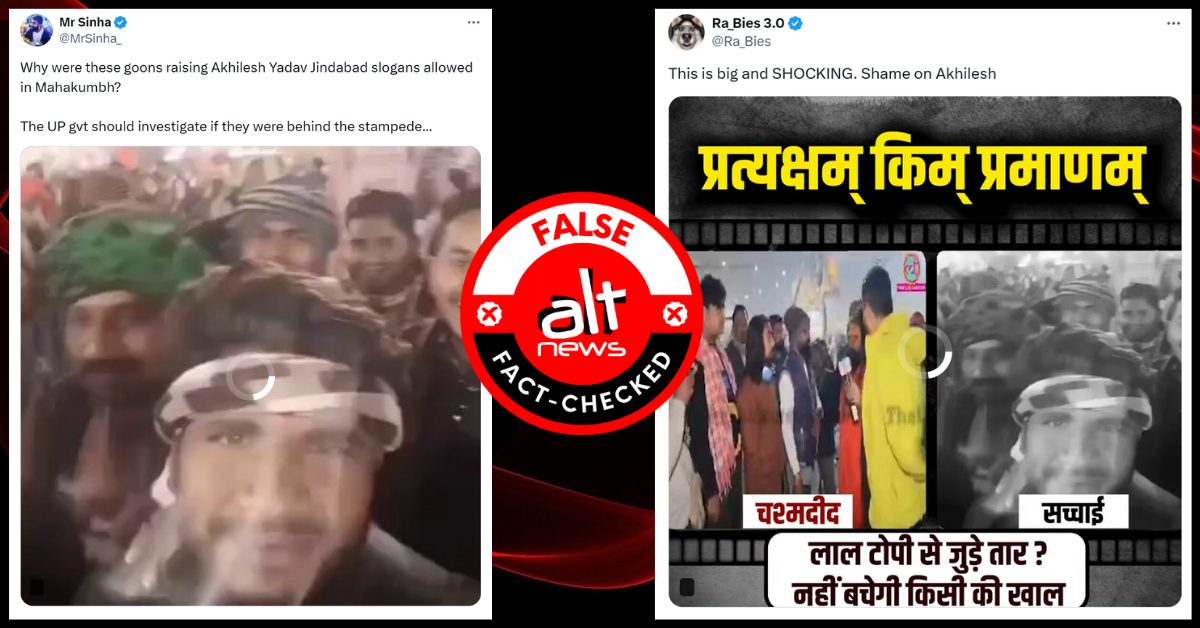 Mr Sinha
@MrSinha_
Why were these goons raising Akhilesh Yadav Jindabad slogans allowed
in Mahakumbh?
The UP gvt should investigate if they were behind the stampede...
FALSE
alt
news
FACT-CHECKED
Ra_Bies 3.0
@Ra_Bies
This is big and SHOCKING. Shame on Akhilesh
प्रत्यक्षम् किम् प्रमाणम्
चश्मदीद
सच्चाई
लाल टोपी से जुड़े तार ?
नहीं बचेगी किसी की खाल